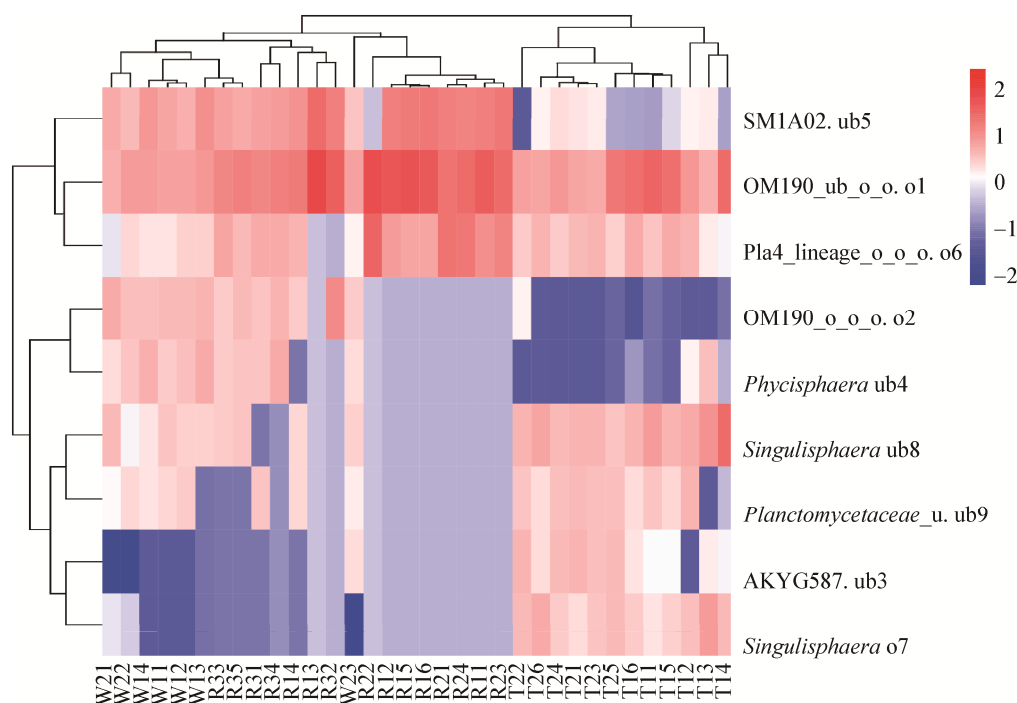 SM1A02. ub5
OM190_ub_o_o. o1
Pla4_lineage_o_o_o. o6
OM190_o_o_o. o2
Phycisphaera ub4
Singulisphaera ub8
Planctomycetaceae_u. ub9
AKYG587. ub3
Singulisphaera o7
2
1
0
−1
−2
W21
W22
W14
W11
W12
W13
R33
R35
R31
R34
R14
R13
R32
W23
R22
R12
R15
R16
R21
R24
R11
R23
T22
T26
T24
T21
T23
T25
T16
T11
T15
T12
T13
T14